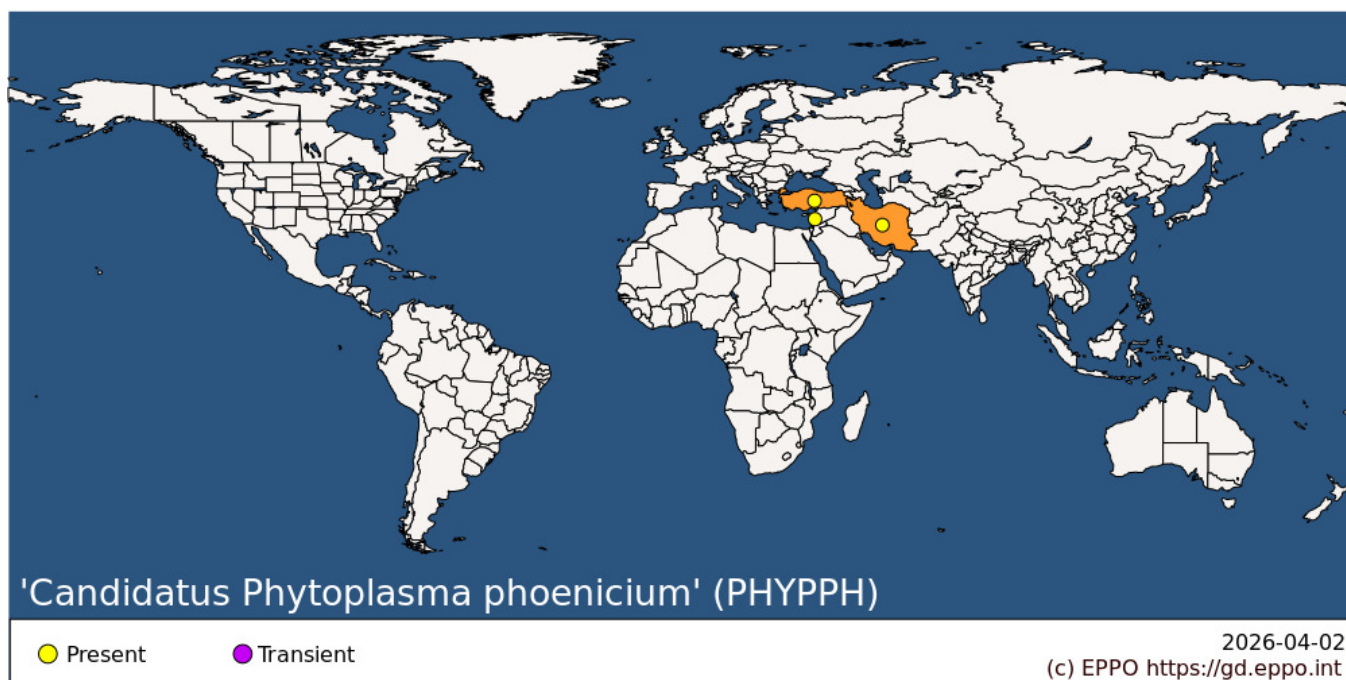 'Candidatus Phytoplasma phoenicium' (PHYPPH)
Present
Transient
2026-04-02
(c) EPPO https://gd.eppo.int